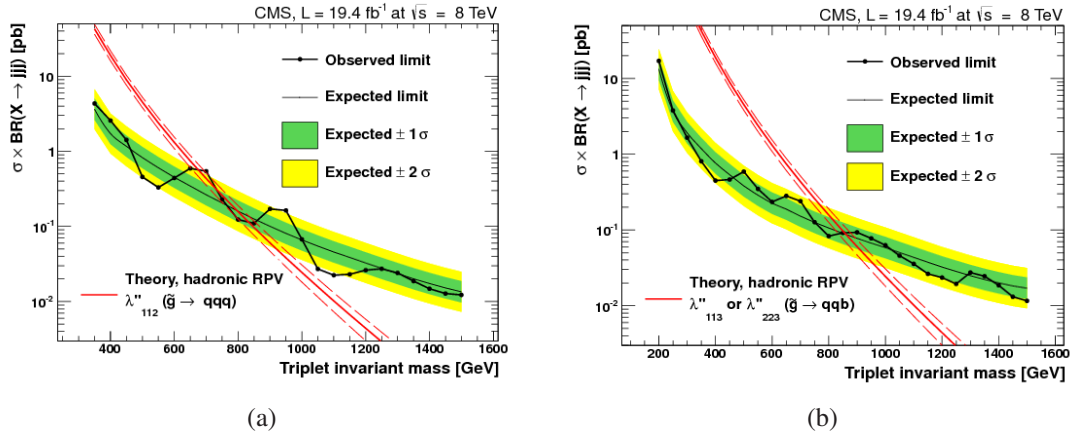 CMS, L = 19.4 fb⁻¹ at √s = 8 TeV
σ × BR(X → jjj) [pb]
10
1
10⁻¹
10⁻²
Observed limit
Expected limit
Expected ± 1 σ
Expected ± 2 σ
Theory, hadronic RPV
λ''₁₁₂ (g̃ → qqq)
400 600 800 1000 1200 1400 1600
Triplet invariant mass [GeV]
(a)
CMS, L = 19.4 fb⁻¹ at √s = 8 TeV
σ × BR(X → jjj) [pb]
10
1
10⁻¹
10⁻²
Observed limit
Expected limit
Expected ± 1 σ
Expected ± 2 σ
Theory, hadronic RPV
λ''₁₁₃ or λ''₂₂₃ (g̃ → qqb)
200 400 600 800 1000 1200 1400 1600
Triplet invariant mass [GeV]
(b)